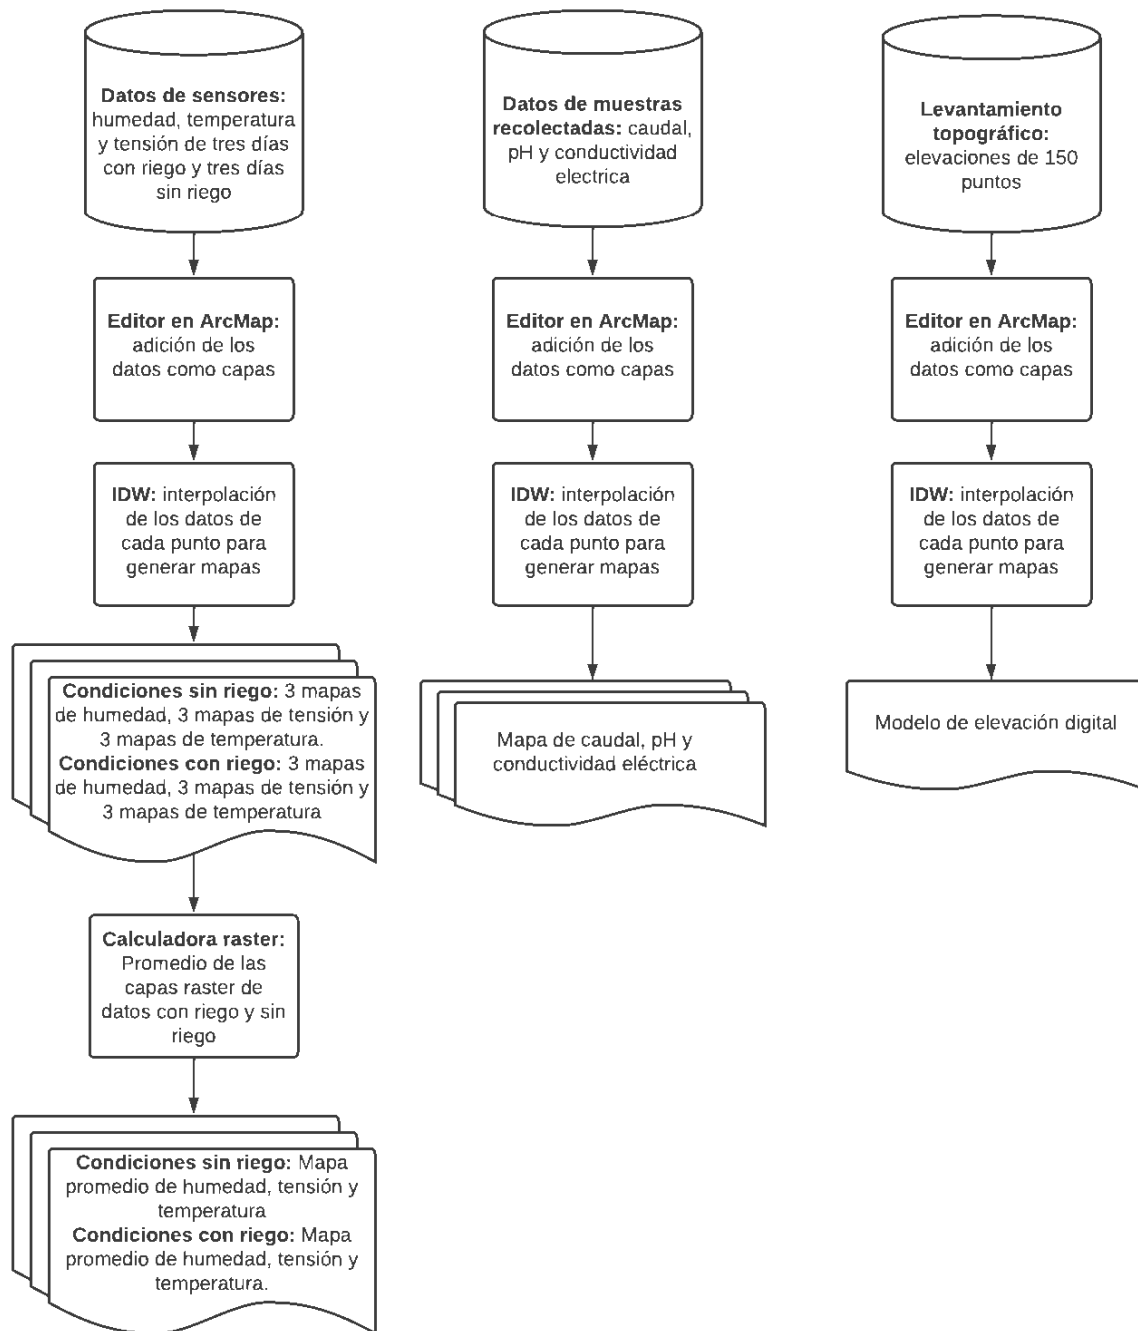 Datos de sensores:
humedad, temperatura
y tensión de tres días
con riego y tres días
sin riego
Editor en ArcMap:
adición de los
datos como capas
IDW: interpolación
de los datos de
cada punto para
generar mapas
Condiciones sin riego: 3 mapas
de humedad, 3 mapas de tensión y
3 mapas de temperatura.
Condiciones con riego: 3 mapas
de humedad, 3 mapas de tensión y
3 mapas de temperatura
Calculadora raster:
Promedio de las
capas raster de
datos con riego y sin
riego
Condiciones sin riego: Mapa
promedio de humedad, tensión y
temperatura
Condiciones con riego: Mapa
promedio de humedad, tensión y
temperatura.
Datos de muestras
recolectadas: caudal,
pH y conductividad
electrica
Editor en ArcMap:
adición de los
datos como capas
IDW: interpolación
de los datos de
cada punto para
generar mapas
Mapa de caudal, pH y
conductividad eléctrica
Levantamiento
topográfico:
elevaciones de 150
puntos
Editor en ArcMap:
adición de los
datos como capas
IDW: interpolación
de los datos de
cada punto para
generar mapas
Modelo de elevación digital